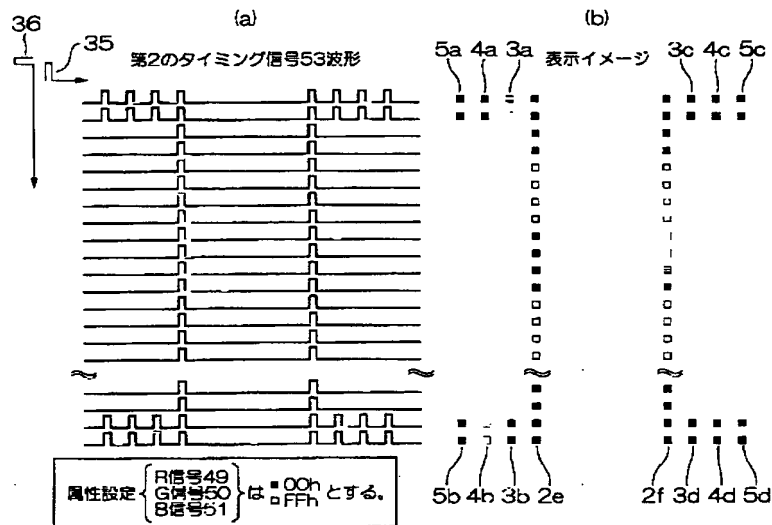 (a)
(b)
36
35
第2のタイミング信号53波形
5a 4a 3a
表示イメージ
3c 4c 5c
5b 4b 3b 2e
2f 3d 4d 5d
属性設定
R信号49
G信号50
B信号51
は
■00h
□FFh
とする。